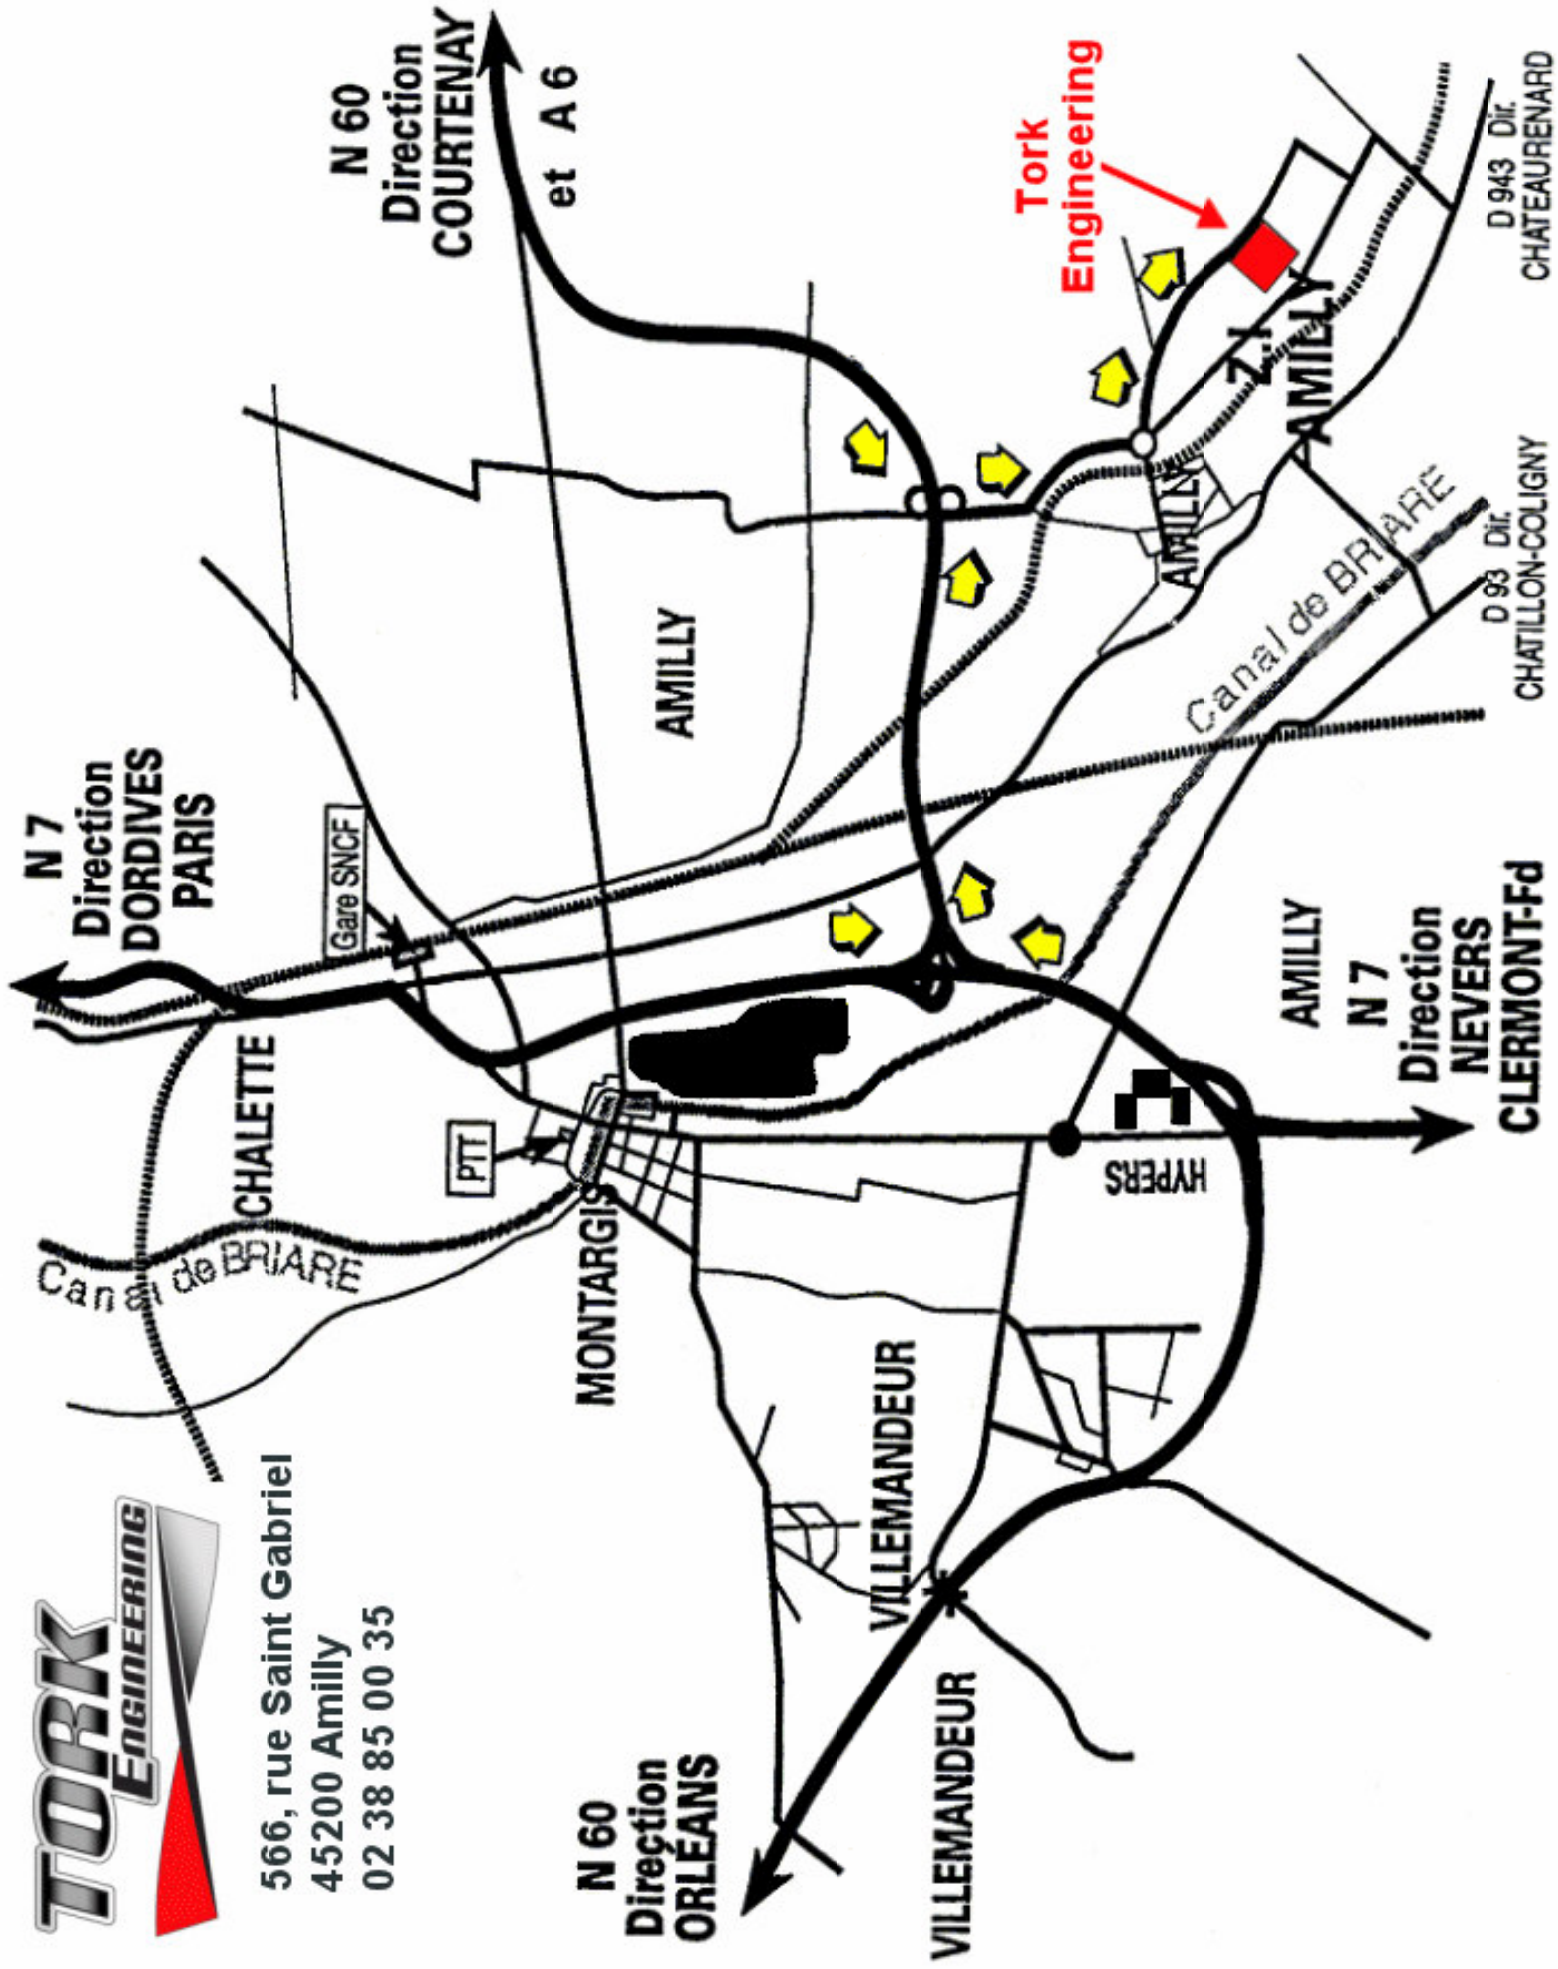 TORK
ENGINEERING
566, rue Saint Gabriel
45200 Amilly
02 38 85 00 35
N 7
Direction
DORDIVES
PARIS
N 60
Direction
COURTENAY
et A 6
Canal de BRIARE
CHALETTE
Gare SNCF
PTT
MONTARGIS
AMILLY
Tork
Engineering
N 60
Direction
ORLÉANS
VILLEMANDEUR
VILLEMANDEUR
HYPERS
AMILLY
Z.I
AMILLY
Canal de BRIARE
AMILLY
N 7
Direction
NEVERS
CLERMONT-Fd
D 93 Dir.
CHATILLON-COLIGNY
D 943 Dir.
CHATEAURENARD